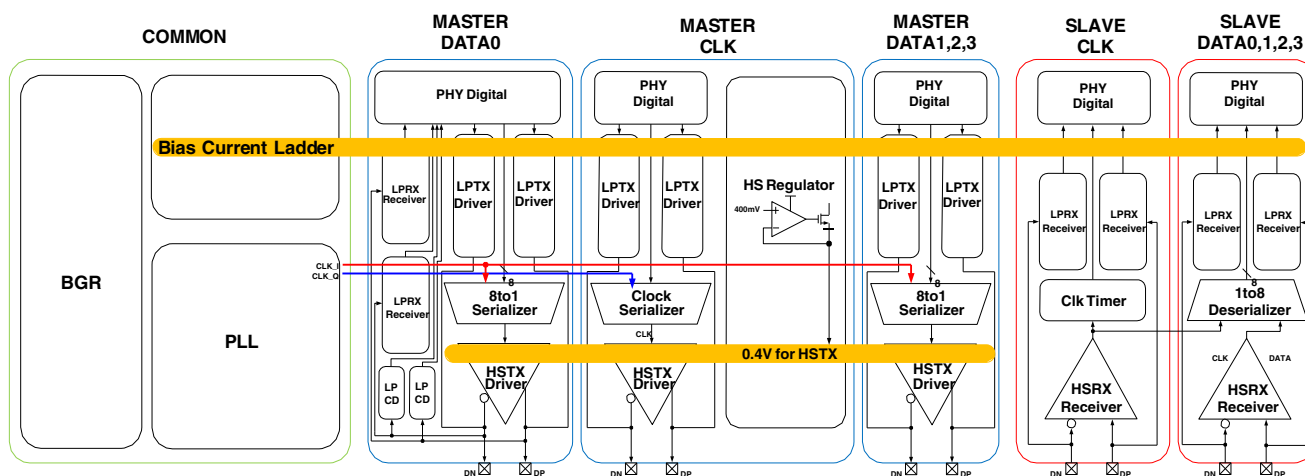 COMMON
MASTER
DATA0
MASTER
CLK
MASTER
DATA1,2,3
SLAVE
CLK
SLAVE
DATA0,1,2,3
BGR
Bias Current Ladder
PLL
CLK_I
CLK_Q
PHY Digital
LPRX
Receiver
LPTX
Driver
LPTX
Driver
LPRX
Receiver
8
8to1
Serializer
LP
CD
LP
CD
HSTX
Driver
DN
DP
PHY
Digital
LPTX
Driver
LPTX
Driver
Clock
Serializer
CLK
HSTX
Driver
DN
DP
HS Regulator
400mV
0.4V for HSTX
PHY
Digital
LPTX
Driver
LPTX
Driver
8
8to1
Serializer
HSTX
Driver
DN
DP
PHY
Digital
LPRX
Receiver
LPRX
Receiver
Clk Timer
HSRX
Receiver
DN
DP
PHY
Digital
LPRX
Receiver
LPRX
Receiver
8
1to8
Deserializer
CLK
DATA
HSRX
Receiver
DN
DP